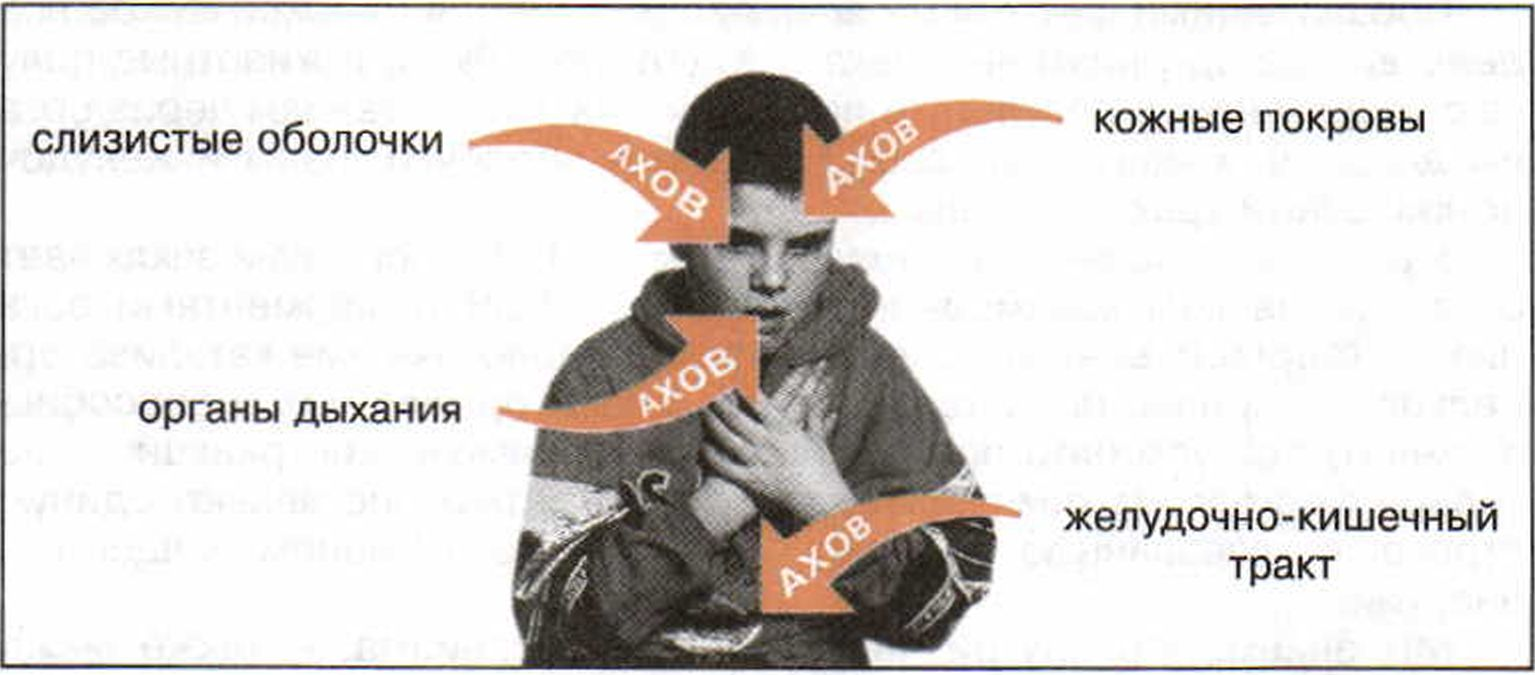 слизистые оболочки
АХОВ
АХОВ
кожные покровы
органы дыхания
АХОВ
АХОВ
желудочно-кишечный
тракт